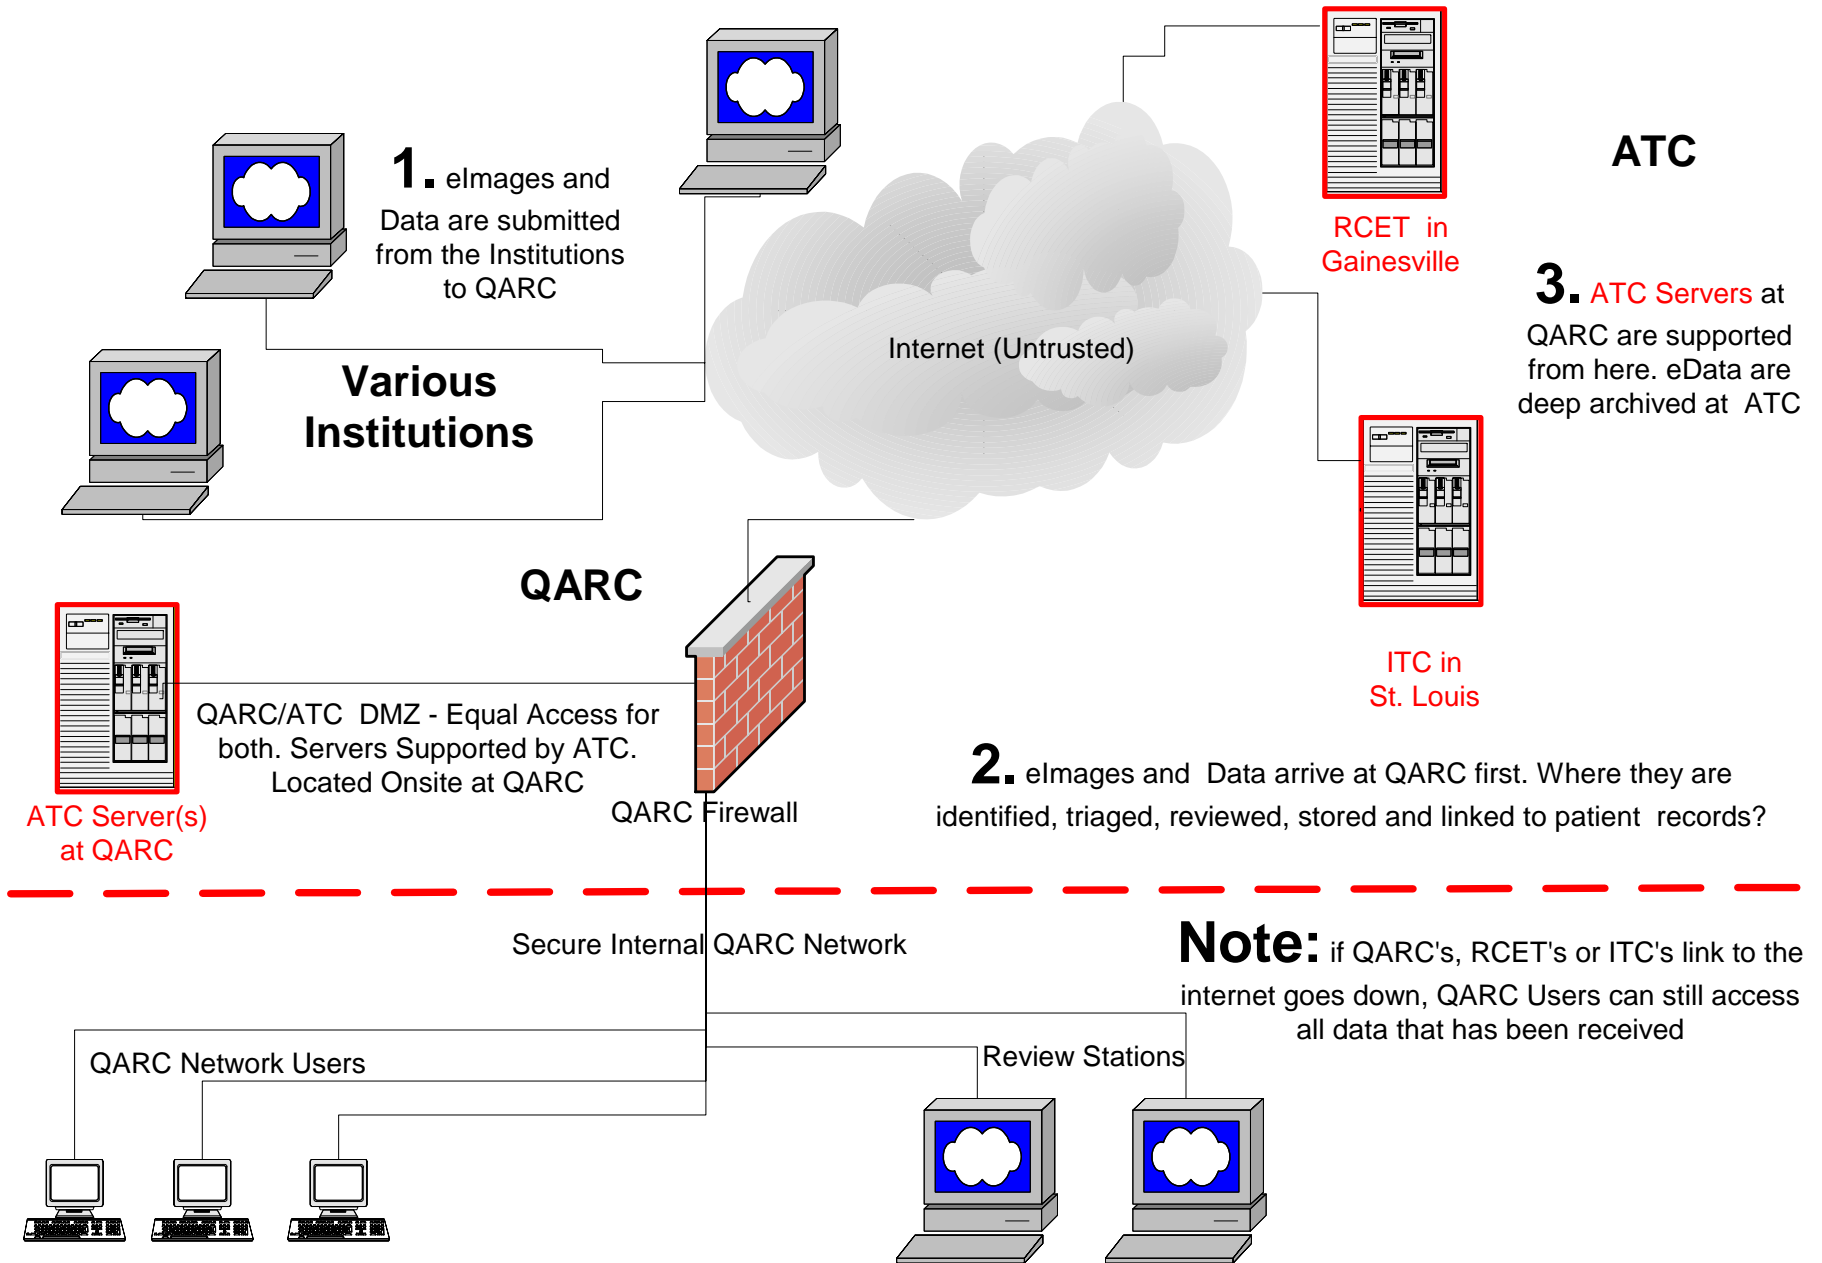 1. eImages and
Data are submitted
from the Institutions
to QARC
Various
Institutions
Internet (Untrusted)
RCET in
Gainesville
ATC
3. ATC Servers at
QARC are supported
from here. eData are
deep archived at ATC
ITC in
St. Louis
QARC
QARC/ATC DMZ - Equal Access for
both. Servers Supported by ATC.
Located Onsite at QARC
ATC Server(s)
at QARC
QARC Firewall
2. eImages and Data arrive at QARC first. Where they are
identified, triaged, reviewed, stored and linked to patient records?
Secure Internal QARC Network
Note: if QARC's, RCET's or ITC's link to the
internet goes down, QARC Users can still access
all data that has been received
QARC Network Users
Review Stations